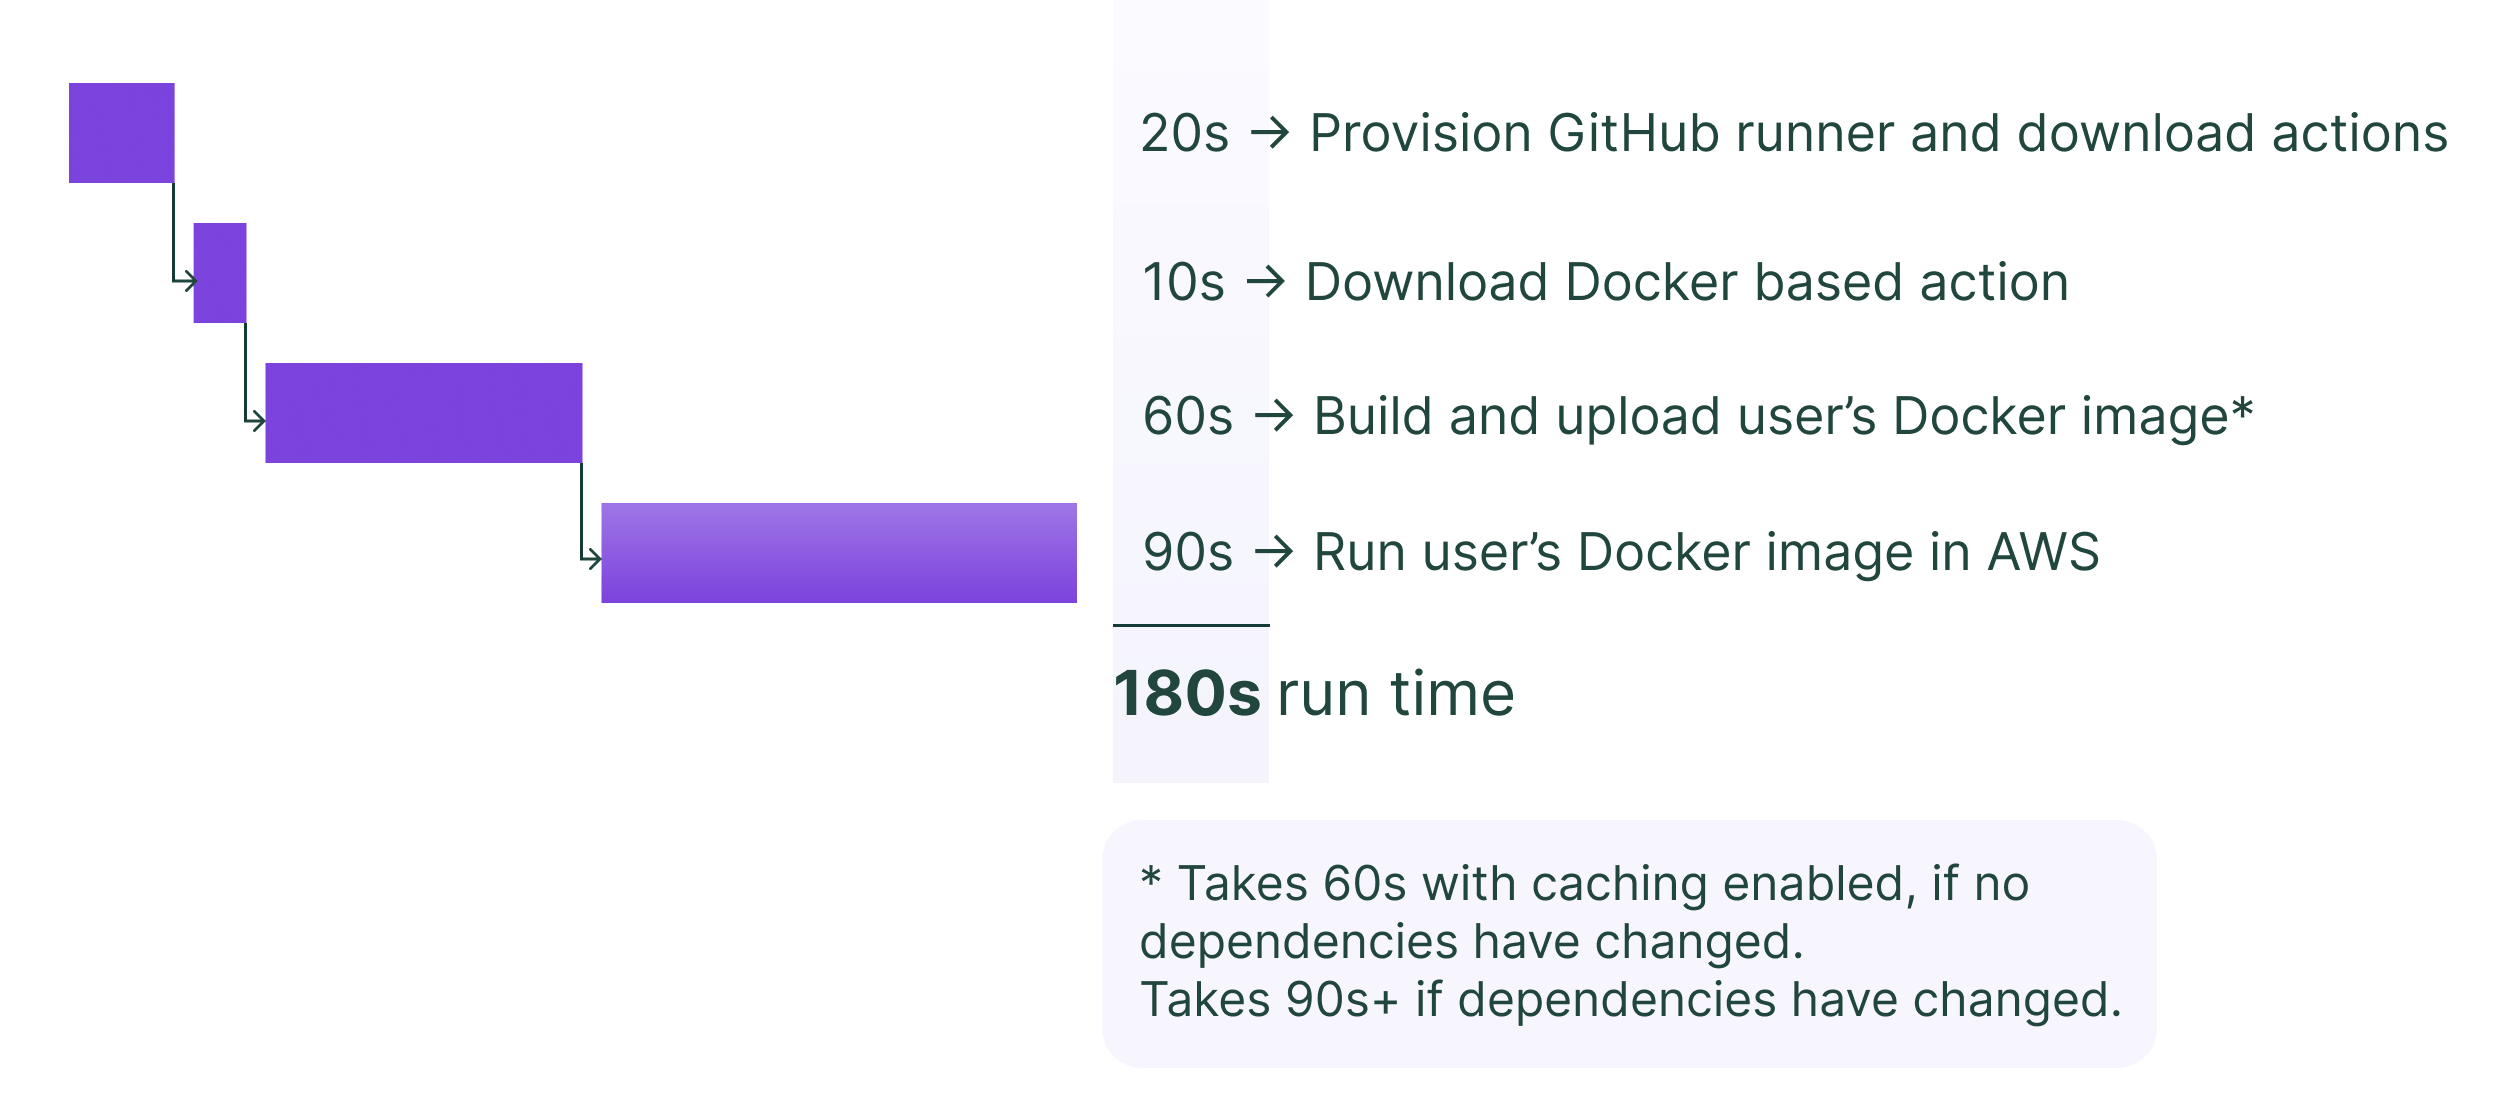 20s → Provision GitHub runner and download actions
10s → Download Docker based action
60s → Build and upload user’s Docker image*
90s → Run user’s Docker image in AWS
180s run time
* Takes 60s with caching enabled, if no
dependencies have changed.
Takes 90s+ if dependencies have changed.